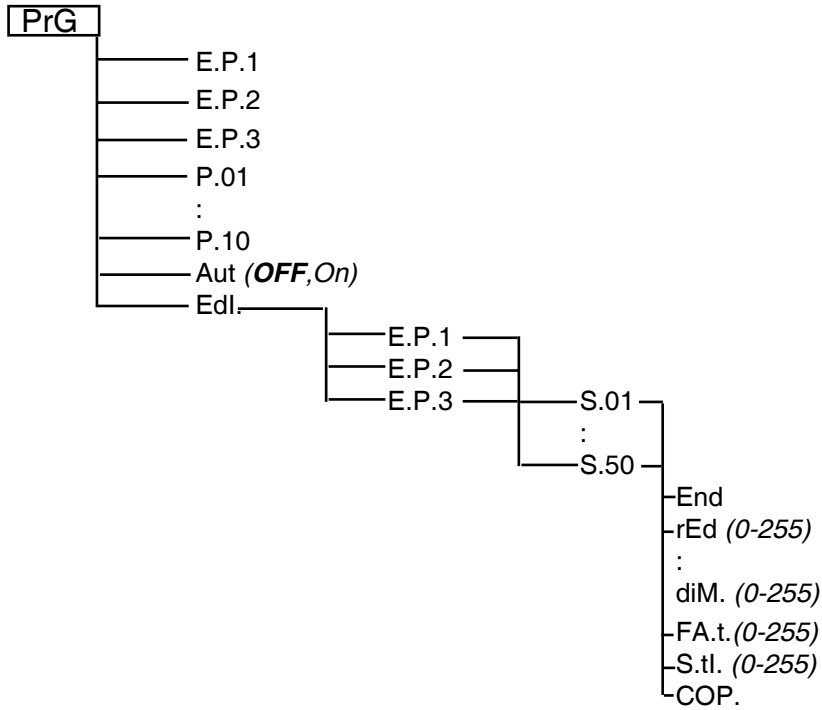 PrG
E.P.1
E.P.2
E.P.3
P.01
:
P.10
Aut (OFF,On)
EdI.
E.P.1
E.P.2
E.P.3
S.01
:
S.50
End
rEd (0-255)
:
diM. (0-255)
FA.t.(0-255)
S.tI. (0-255)
COP.